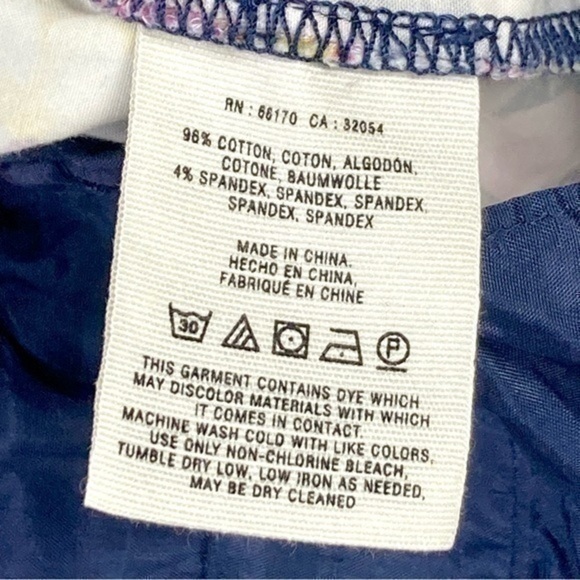 RN : 66170 CA : 32054
96% COTTON, COTON, ALGODÓN,
COTONE, BAUMWOLLE
4% SPANDEX, SPANDEX, SPANDEX,
SPANDEX, SPANDEX
MADE IN CHINA.
HECHO EN CHINA,
FABRIQUÉ EN CHINE
30 P
THIS GARMENT CONTAINS DYE WHICH
MAY DISCOLOR MATERIALS WITH WHICH
IT COMES IN CONTACT.
MACHINE WASH COLD WITH LIKE COLORS,
USE ONLY NON-CHLORINE BLEACH,
TUMBLE DRY LOW, LOW IRON AS NEEDED,
MAY BE DRY CLEANED